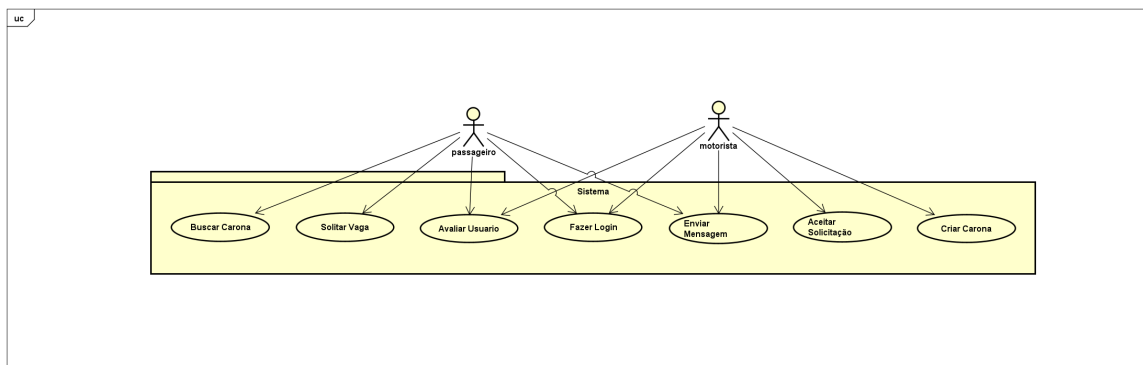 uc
passageiro
motorista
Sistema
Buscar Carona
Solitar Vaga
Avaliar Usuario
Fazer Login
Enviar
Mensagem
Aceitar
Solicitação
Criar Carona